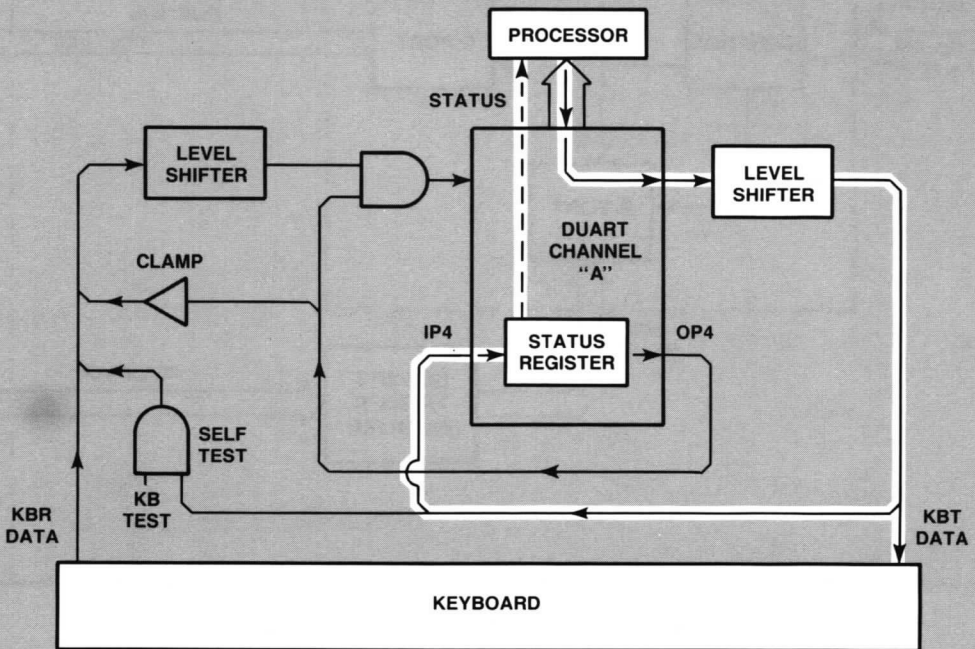 PROCESSOR
STATUS
LEVEL
SHIFTER
LEVEL
SHIFTER
DUART
CHANNEL
"A"
CLAMP
IP4
STATUS
REGISTER
OP4
SELF
TEST
KB
TEST
KBR
DATA
KBT
DATA
KEYBOARD